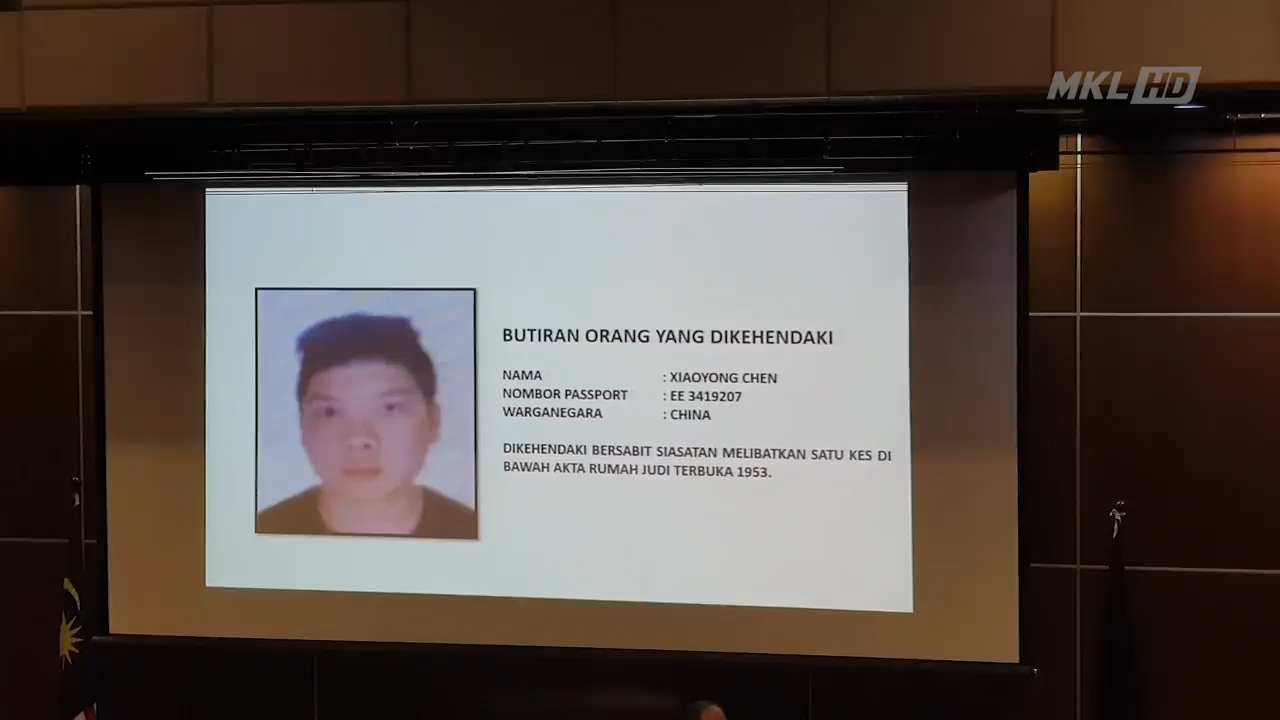 MKL HD
BUTIRAN ORANG YANG DIKEHENDAKI
NAMA : XIAOYONG CHEN
NOMBOR PASSPORT : EE 3419207
WARGANEGARA : CHINA
DIKEHENDAKI BERSABIT SIASATAN MELIBATKAN SATU KES DI
BAWAH AKTA RUMAH JUDI TERBUKA 1953.